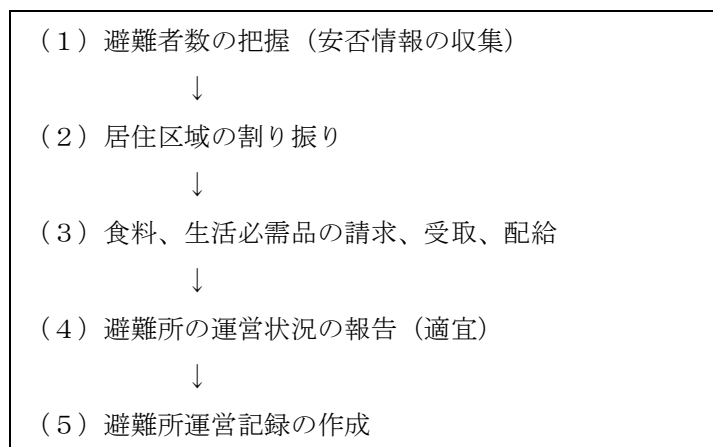 （１）避難者数の把握（安否情報の収集）
↓
（２）居住区域の割り振り
↓
（３）食料、生活必需品の請求、受取、配給
↓
（４）避難所の運営状況の報告（適宜）
↓
（５）避難所運営記録の作成